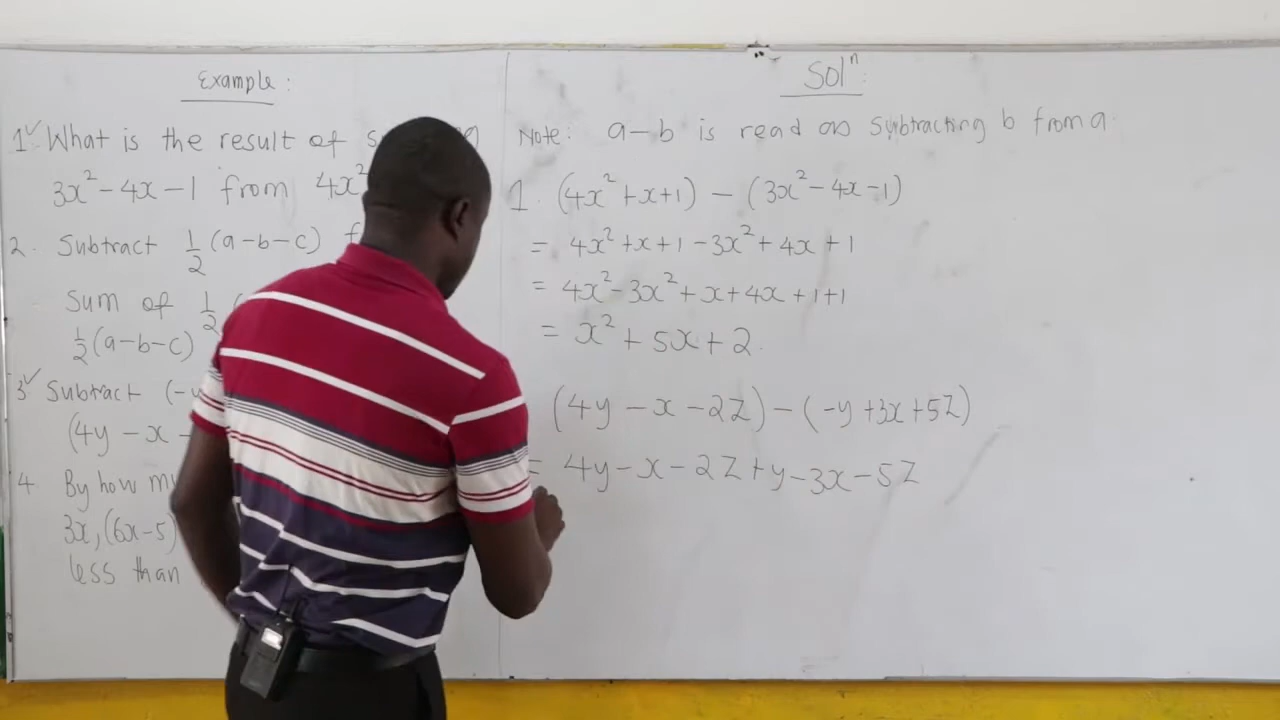 Example:
1. What is the result of
3x² - 4x - 1 from 4x²
2. Subtract ½(a-b-c)
Sum of ½
½(a-b-c)
3 Subtract (-
(4y - x -
4 By how
3x, (6x-5)
less than
Solⁿ:
Note: a-b is read as subtracting b from a.
1. (4x² + x + 1) - (3x² - 4x - 1)
= 4x² + x + 1 - 3x² + 4x + 1
= 4x² - 3x² + x + 4x + 1 + 1
= x² + 5x + 2.
(4y - x - 2z) - (-y + 3x + 5z)
= 4y - x - 2z + y - 3x - 5z